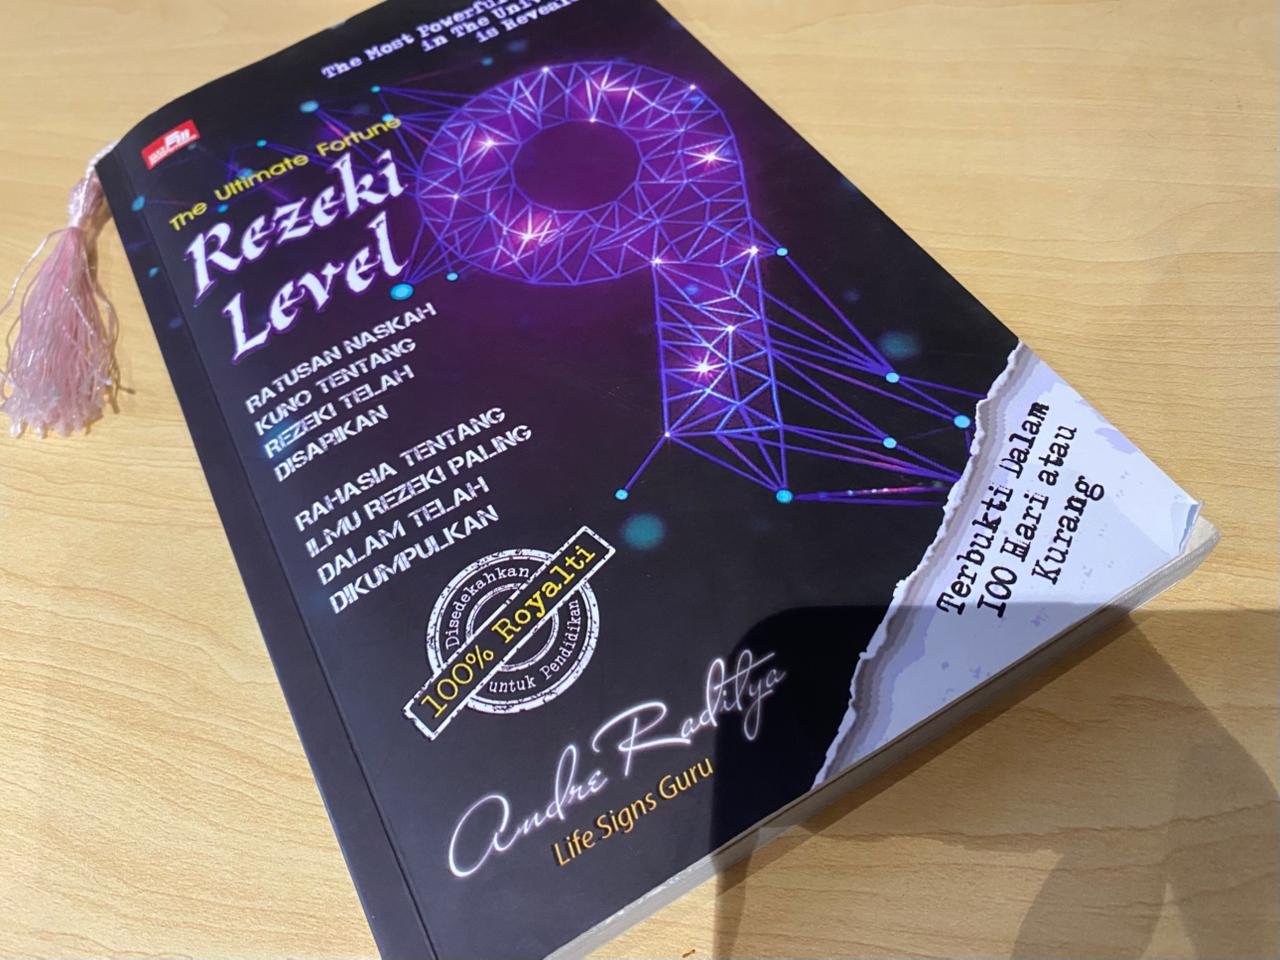 The Most Powerful
in The
is
The Ultimate Fortune
Rezeki
Level
RATUSAN NASKAH
KUNO TENTANG
REZEKI TELAH
DISARIKAN
RAHASIA TENTANG
ILMU REZEKI PALING
DALAM TELAH
DIKUMPULKAN
Disedekahkan
100% Royalti
untuk Pendidikan
Terbukti Dalam
100 Hari atau
Kurang
Andre Raditya
Life Signs Guru